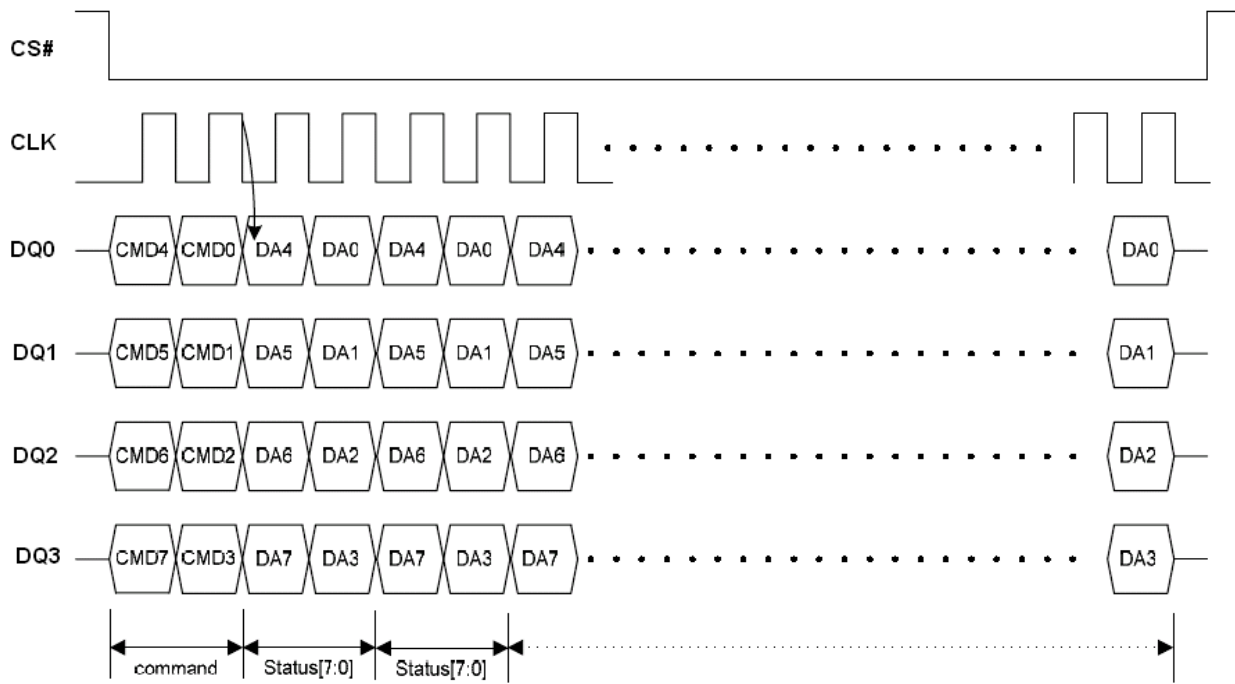 CS#
CLK
DQ0 CMD4 CMD0 DA4 DA0 DA4 DA0 DA4 DA0
DQ1 CMD5 CMD1 DA5 DA1 DA5 DA1 DA5 DA1
DQ2 CMD6 CMD2 DA6 DA2 DA6 DA2 DA6 DA2
DQ3 CMD7 CMD3 DA7 DA3 DA7 DA3 DA7 DA3
command Status[7:0] Status[7:0]